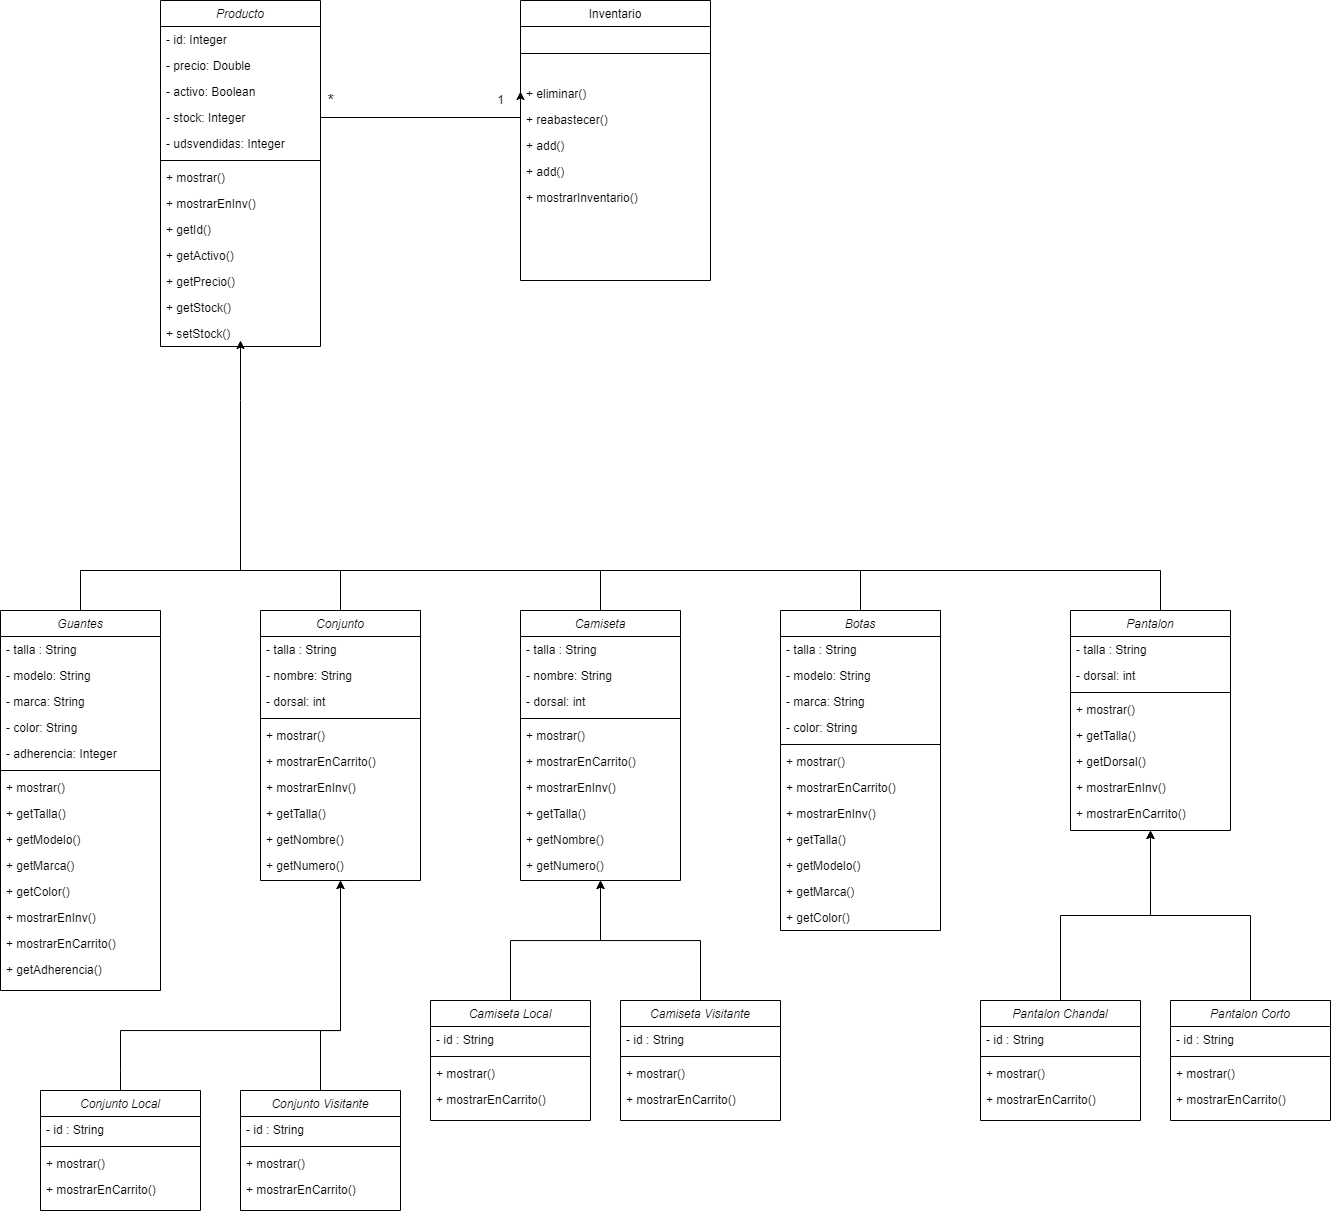 Producto
- id: Integer
- precio: Double
- activo: Boolean
- stock: Integer
- udsvendidas: Integer
+ mostrar()
+ mostrarEnInv()
+ getId()
+ getActivo()
+ getPrecio()
+ getStock()
+ setStock()
*
1
Inventario
+ eliminar()
+ reabastecer()
+ add()
+ add()
+ mostrarInventario()
Guantes
- talla : String
- modelo: String
- marca: String
- color: String
- adherencia: Integer
+ mostrar()
+ getTalla()
+ getModelo()
+ getMarca()
+ getColor()
+ mostrarEnInv()
+ mostrarEnCarrito()
+ getAdherencia()
Conjunto
- talla : String
- nombre: String
- dorsal: int
+ mostrar()
+ mostrarEnCarrito()
+ mostrarEnInv()
+ getTalla()
+ getNombre()
+ getNumero()
Camiseta
- talla : String
- nombre: String
- dorsal: int
+ mostrar()
+ mostrarEnCarrito()
+ mostrarEnInv()
+ getTalla()
+ getNombre()
+ getNumero()
Botas
- talla : String
- modelo: String
- marca: String
- color: String
+ mostrar()
+ mostrarEnCarrito()
+ mostrarEnInv()
+ getTalla()
+ getModelo()
+ getMarca()
+ getColor()
Pantalon
- talla : String
- dorsal: int
+ mostrar()
+ getTalla()
+ getDorsal()
+ mostrarEnInv()
+ mostrarEnCarrito()
Conjunto Local
- id : String
+ mostrar()
+ mostrarEnCarrito()
Conjunto Visitante
- id : String
+ mostrar()
+ mostrarEnCarrito()
Camiseta Local
- id : String
+ mostrar()
+ mostrarEnCarrito()
Camiseta Visitante
- id : String
+ mostrar()
+ mostrarEnCarrito()
Pantalon Chandal
- id : String
+ mostrar()
+ mostrarEnCarrito()
Pantalon Corto
- id : String
+ mostrar()
+ mostrarEnCarrito()